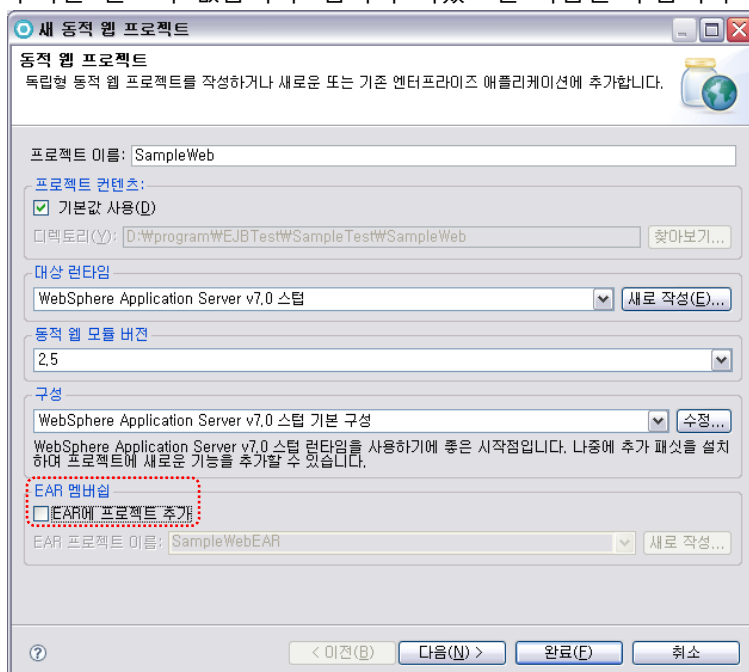 새 동적 웹 프로젝트
동적 웹 프로젝트
독립형 동적 웹 프로젝트를 작성하거나 새로운 또는 기존 엔터프라이즈 애플리케이션에 추가합니다.
프로젝트 이름: SampleWeb
프로젝트 컨텐츠:
기본값 사용(D)
디렉토리(Y): D:\program\EJBTest\SampleTest\SampleWeb 찾아보기...
대상 런타임
WebSphere Application Server v7.0 스텁 새로 작성(E)...
동적 웹 모듈 버전
2.5
구성
WebSphere Application Server v7.0 스텁 기본 구성 수정...
WebSphere Application Server v7.0 스텁 런타임을 사용하기에 좋은 시작점입니다. 나중에 추가 패싯을 설치
하여 프로젝트에 새로운 기능을 추가할 수 있습니다.
EAR 멤버쉽
EAR에 프로젝트 추가
EAR 프로젝트 이름: SampleWebEAR 새로 작성...
< 이전(B) 다음(N) > 완료(F) 취소